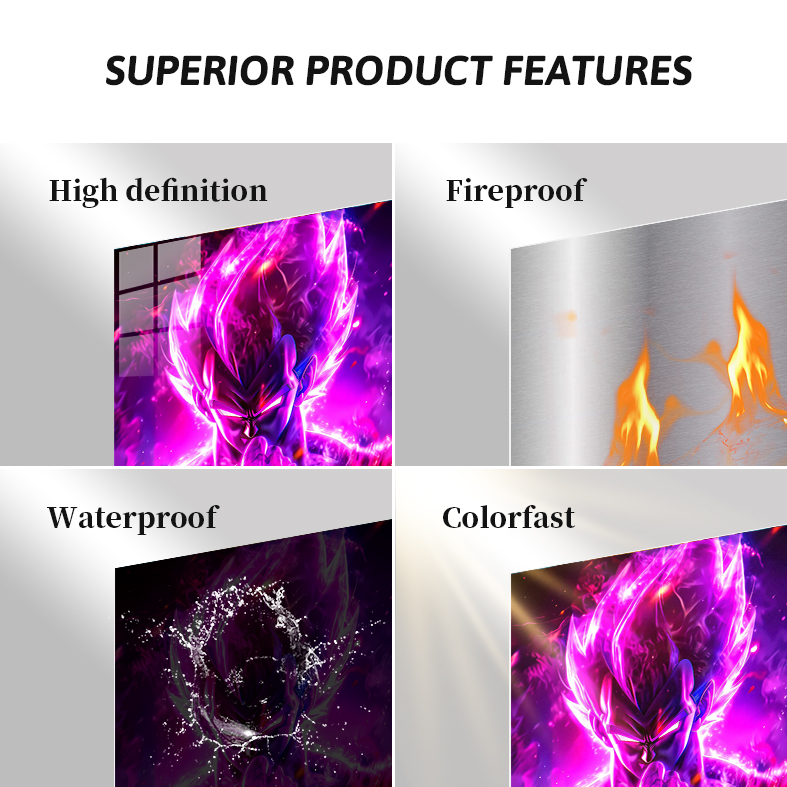 SUPERIOR PRODUCT FEATURES
High definition
Fireproof
Waterproof
Colorfast